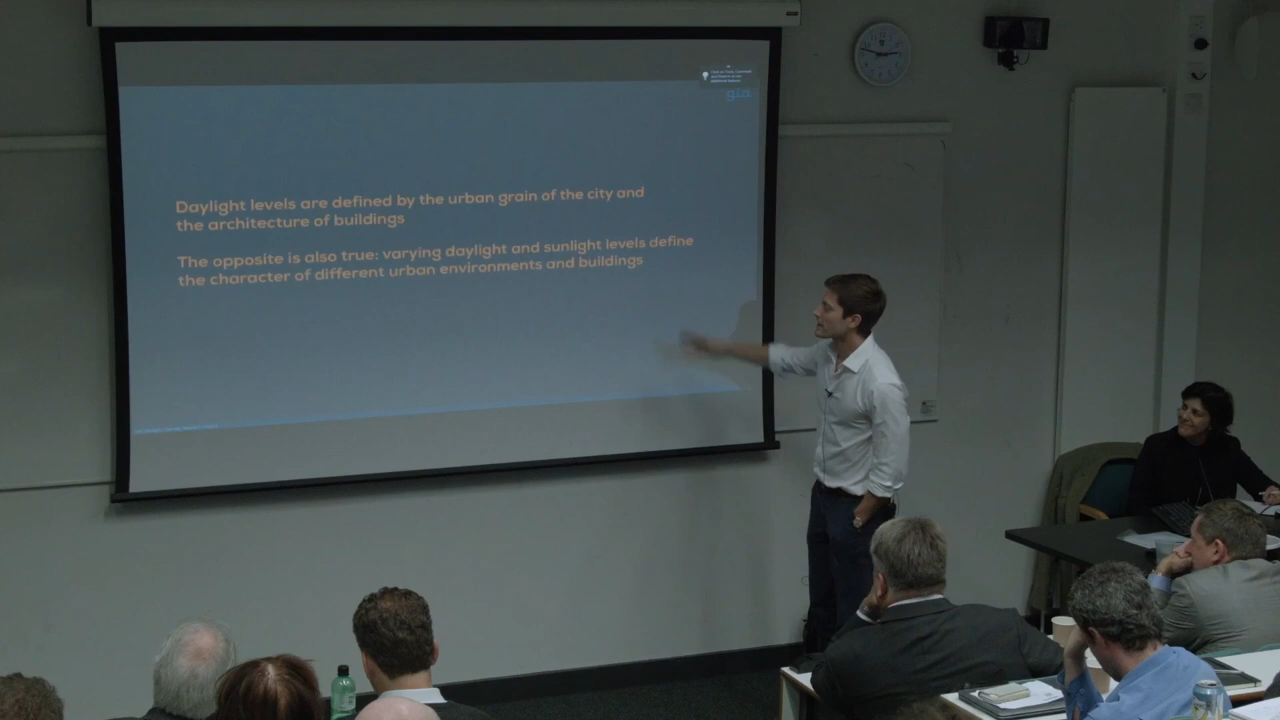 gia
Daylight levels are defined by the urban grain of the city and
the architecture of buildings
The opposite is also true: varying daylight and sunlight levels define
the character of different urban environments and buildings